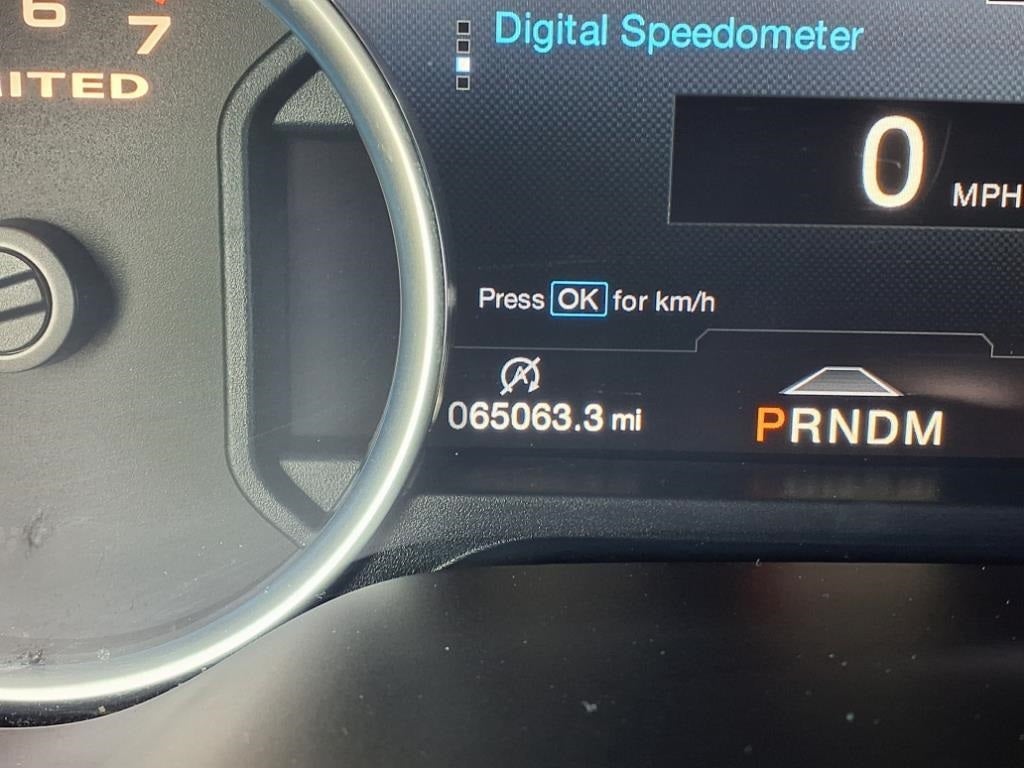 6
7
ITED
Digital Speedometer
0 MPH
Press OK for km/h
A
065063.3 mi
PRNDM